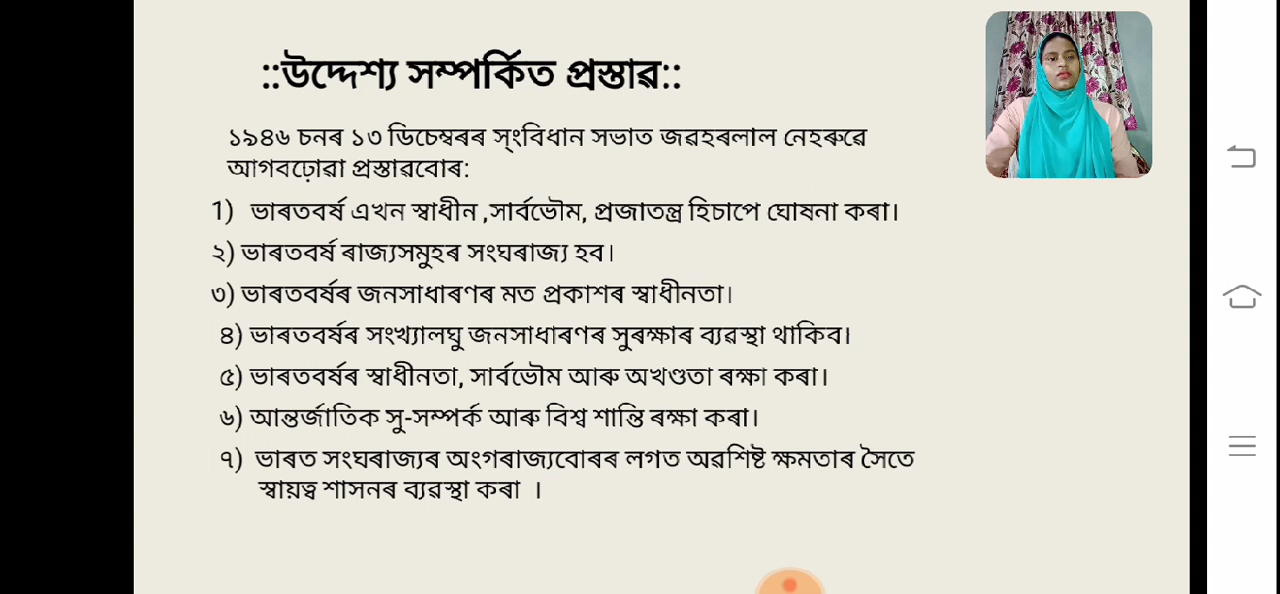 ::উদ্দেশ্য সম্পৰ্কিত প্ৰস্তাৱ::
১৯৪৬ চনৰ ১৩ ডিচেম্বৰৰ স্ংবিধান সভাত জৱহৰলাল নেহৰুৱে
আগবঢ়োৱা প্ৰস্তাৱবোৰ:
1) ভাৰতবৰ্ষ এখন স্বাধীন ,সাৰ্বভৌম, প্ৰজাতন্ত্ৰ হিচাপে ঘোষনা কৰা।
২) ভাৰতবৰ্ষ ৰাজ্যসমুহৰ সংঘৰাজ্য হব।
৩) ভাৰতবৰ্ষৰ জনসাধাৰণৰ মত প্ৰকাশৰ স্বাধীনতা।
৪) ভাৰতবৰ্ষৰ সংখ্যালঘু জনসাধাৰণৰ সুৰক্ষাৰ ব্যৱস্থা থাকিব।
৫) ভাৰতবৰ্ষৰ স্বাধীনতা, সাৰ্বভৌম আৰু অখণ্ডতা ৰক্ষা কৰা।
৬) আন্তৰ্জাতিক সু-সম্পৰ্ক আৰু বিশ্ব শান্তি ৰক্ষা কৰা।
৭) ভাৰত সংঘৰাজ্যৰ অংগৰাজ্যবোৰৰ লগত অৱশিষ্ট ক্ষমতাৰ সৈতে
স্বায়ত্ব শাসনৰ ব্যৱস্থা কৰা ।